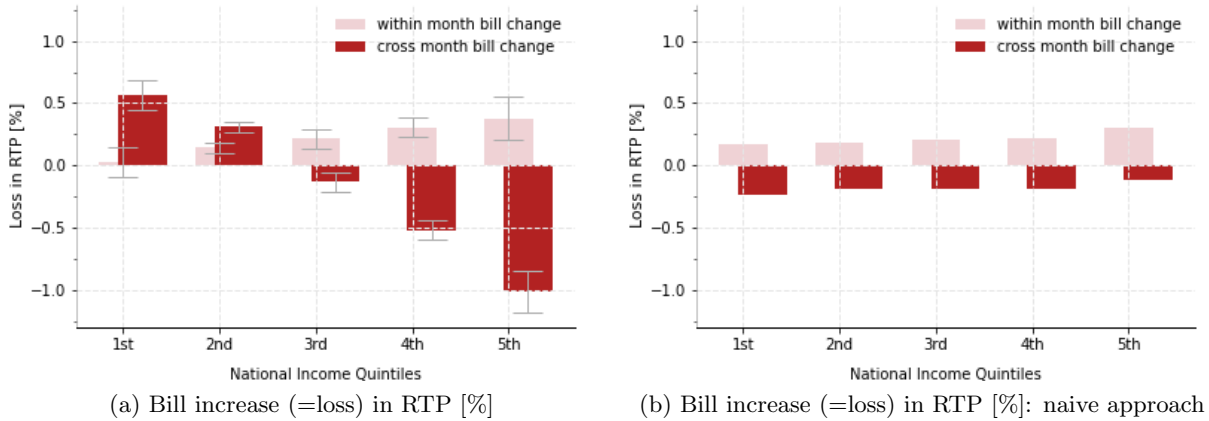 within month bill change
cross month bill change
1.0
0.5
0.0
−0.5
−1.0
Loss in RTP [%]
1st
2nd
3rd
4th
5th
National Income Quintiles
(a) Bill increase (=loss) in RTP [%]
within month bill change
cross month bill change
1.0
0.5
0.0
−0.5
−1.0
Loss in RTP [%]
1st
2nd
3rd
4th
5th
National Income Quintiles
(b) Bill increase (=loss) in RTP [%]: naive approach